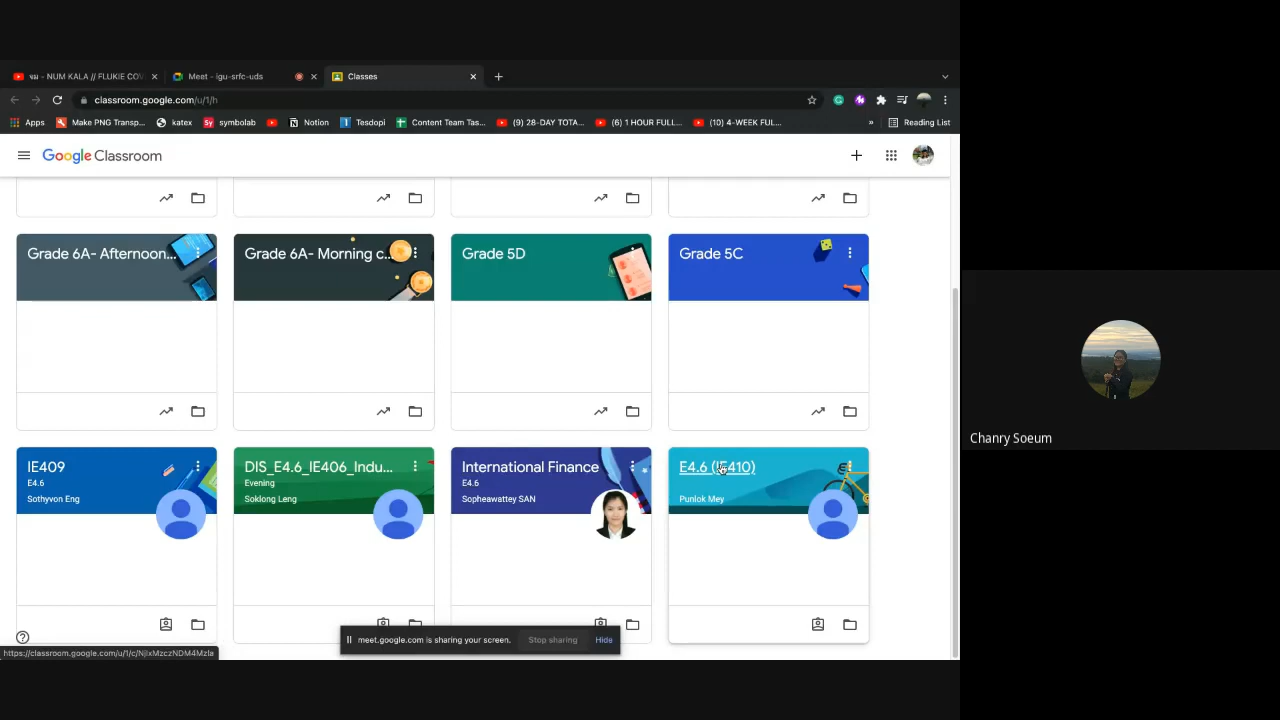 จม - NUM KALA // FLUKIE COV
Meet - igu-srfc-uds
Classes
classroom.google.com/u/1/h
Apps
Make PNG Transp...
katex
Sy symbolab
Notion
Tesdopi
Content Team Tas...
(9) 28-DAY TOTA...
(6) 1 HOUR FULL...
(10) 4-WEEK FUL...
»
Reading List
Google Classroom
Grade 6A- Afternoon...
Grade 6A- Morning c...
Grade 5D
Grade 5C
IE409
E4.6
Sothyvon Eng
DIS_E4.6_IE406_Indu...
Evening
Soklong Leng
International Finance
E4.6
Sopheawattey SAN
E4.6 (IE410)
Punlok Mey
Chanry Soeum
meet.google.com is sharing your screen.
Stop sharing
Hide
https://classroom.google.com/u/1/c/NjIxMzczNDM4Mzla